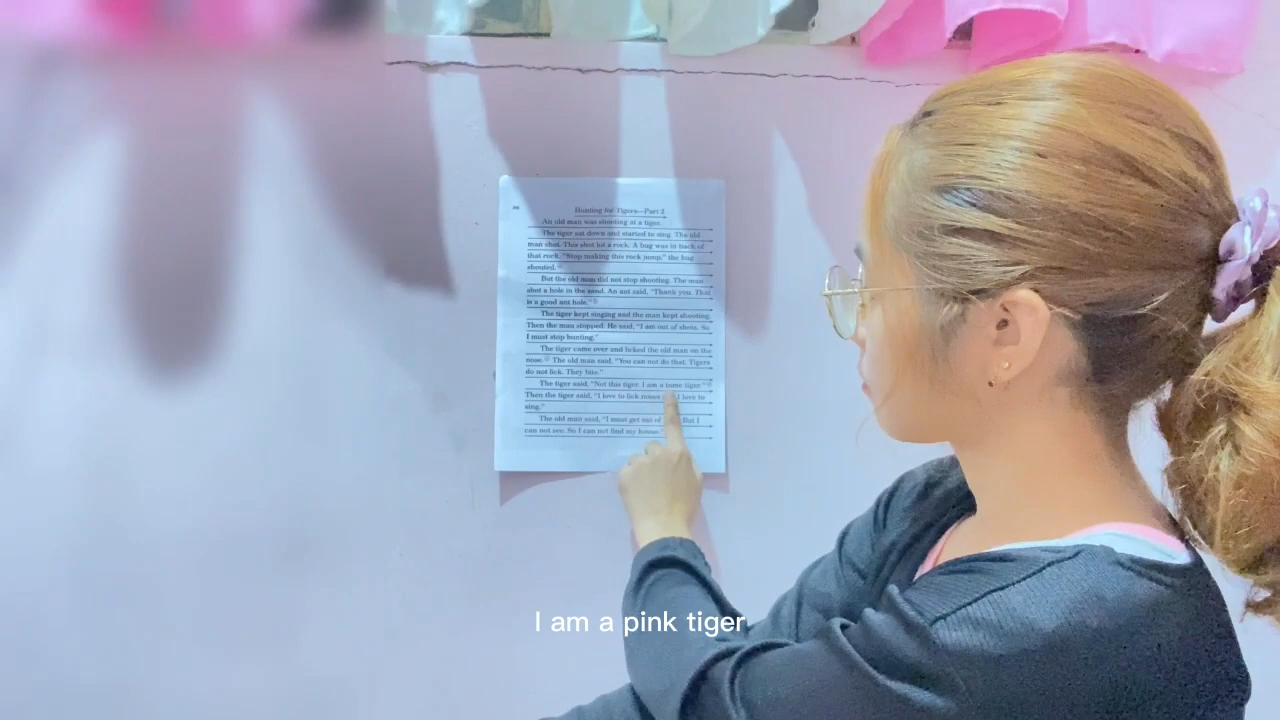 Hunting for Tigers—Part 2
An old man was shooting at a tiger.
The tiger sat down and started to sing. The old
man shot. This shot hit a rock. A bug was in back of
that rock. "Stop making this rock jump," the bug
shouted.
But the old man did not stop shooting. The man
shot a hole in the sand. An ant said, "Thank you. That
is a good ant hole."
The tiger kept singing and the man kept shooting.
Then the man stopped. He said, "I am out of shots. So
I must stop hunting."
The tiger came over and licked the old man on the
nose. The old man said, "You can not do that. Tigers
do not lick. They bite."
The tiger said, "Not this tiger. I am a tame tiger."
Then the tiger said, "I love to lick noses I love to
sing."
The old man said, "I must get out of But I
can not see. So I can not find my house."
I am a pink tiger